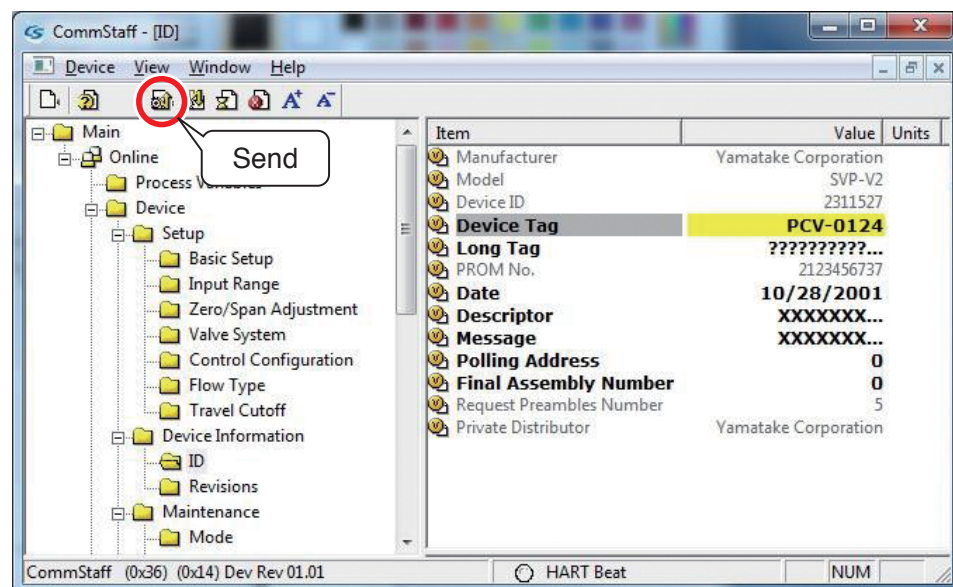 CommStaff - [ID]
Device View Window Help
A+ A-
Send
Main
Online
Process
Device
Setup
Basic Setup
Input Range
Zero/Span Adjustment
Valve System
Control Configuration
Flow Type
Travel Cutoff
Device Information
ID
Revisions
Maintenance
Mode
Item Value Units
Manufacturer Yamatake Corporation
Model SVP-V2
Device ID 2311527
Device Tag PCV-0124
Long Tag ??????????...
PROM No. 2123456737
Date 10/28/2001
Descriptor XXXXXXX...
Message XXXXXXX...
Polling Address 0
Final Assembly Number 0
Request Preambles Number 5
Private Distributor Yamatake Corporation
CommStaff (0x36) (0x14) Dev Rev 01.01 HART Beat NUM